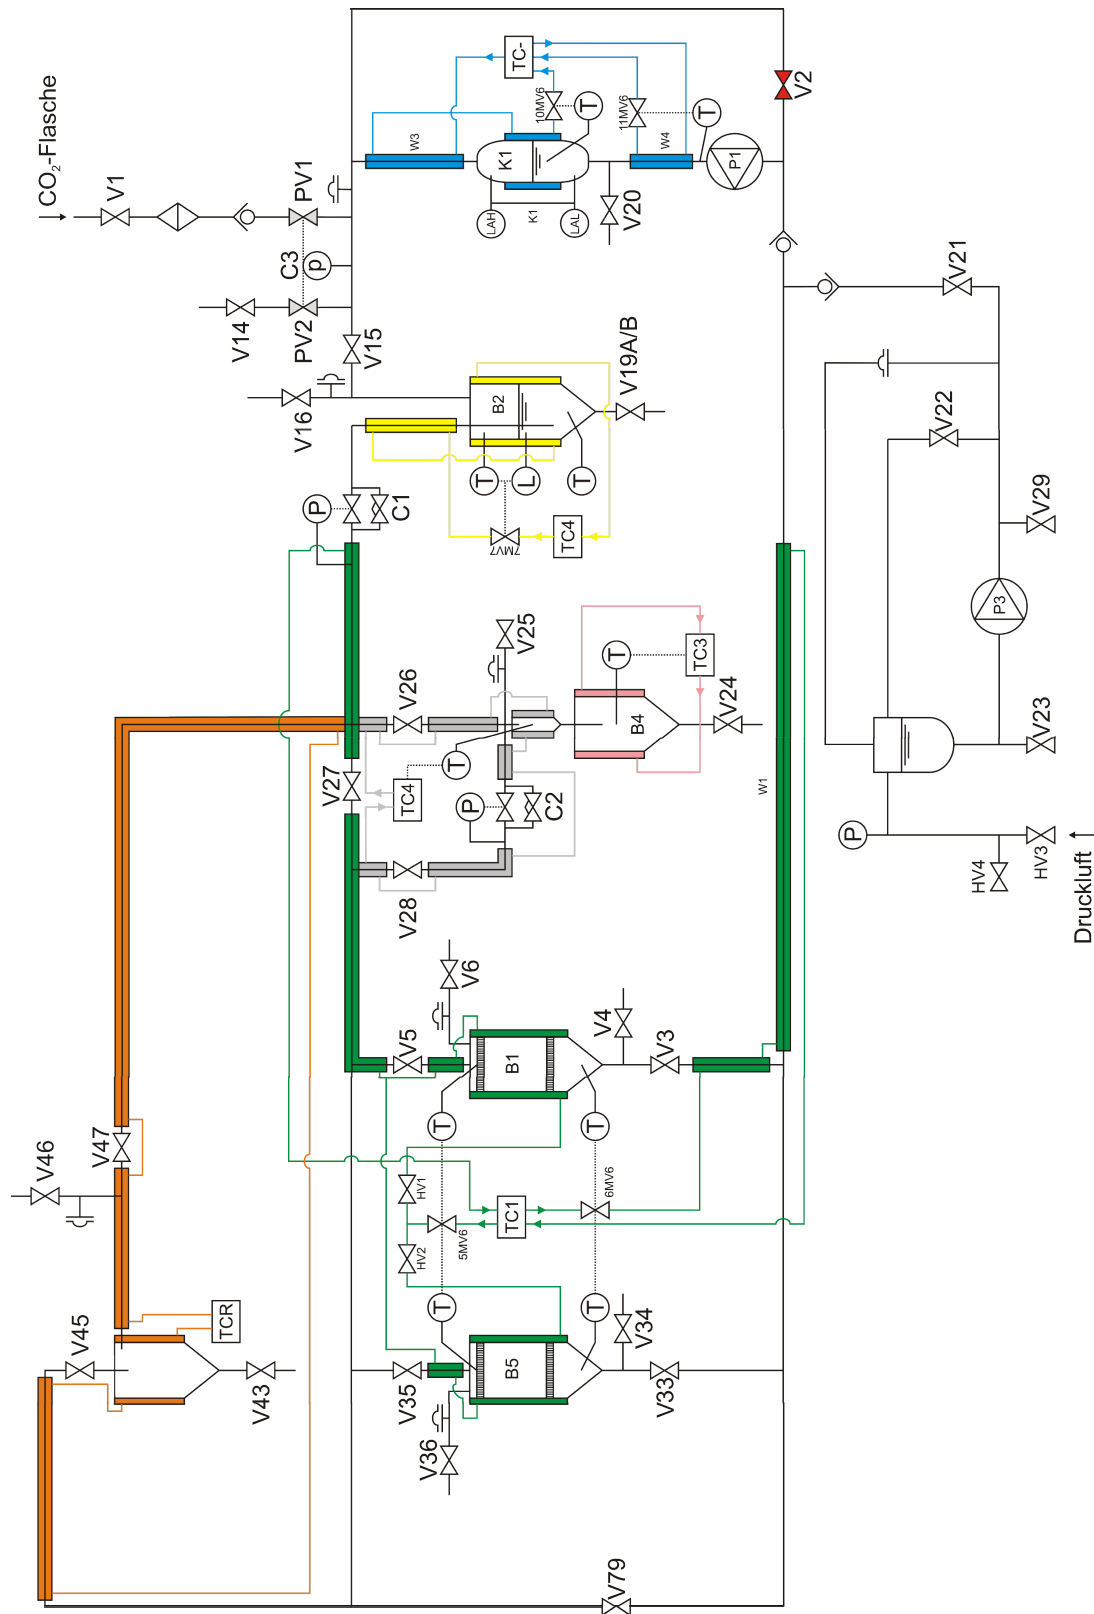 CO₂-Flasche
V1
PV1
C3
p
V14
PV2
V15
V16
TC-
10MV6
T
W3
K1
LAH
K1
LAL
11MV6
T
W4
V20
P1
V2
B2
V19A/B
T
L
T
7MV7
TC4
P
C1
V21
V22
V29
P3
V23
P
HV4
HV3
Druckluft
V25
V26
T
TC3
B4
V24
V27
TC4
T
P
C2
V28
W1
V6
V5
B1
V4
V3
T
T
HV1
6MV6
TC1
5MV6
HV2
T
T
V34
V35
B5
V33
V36
V46
V47
TCR
V45
V43
V79